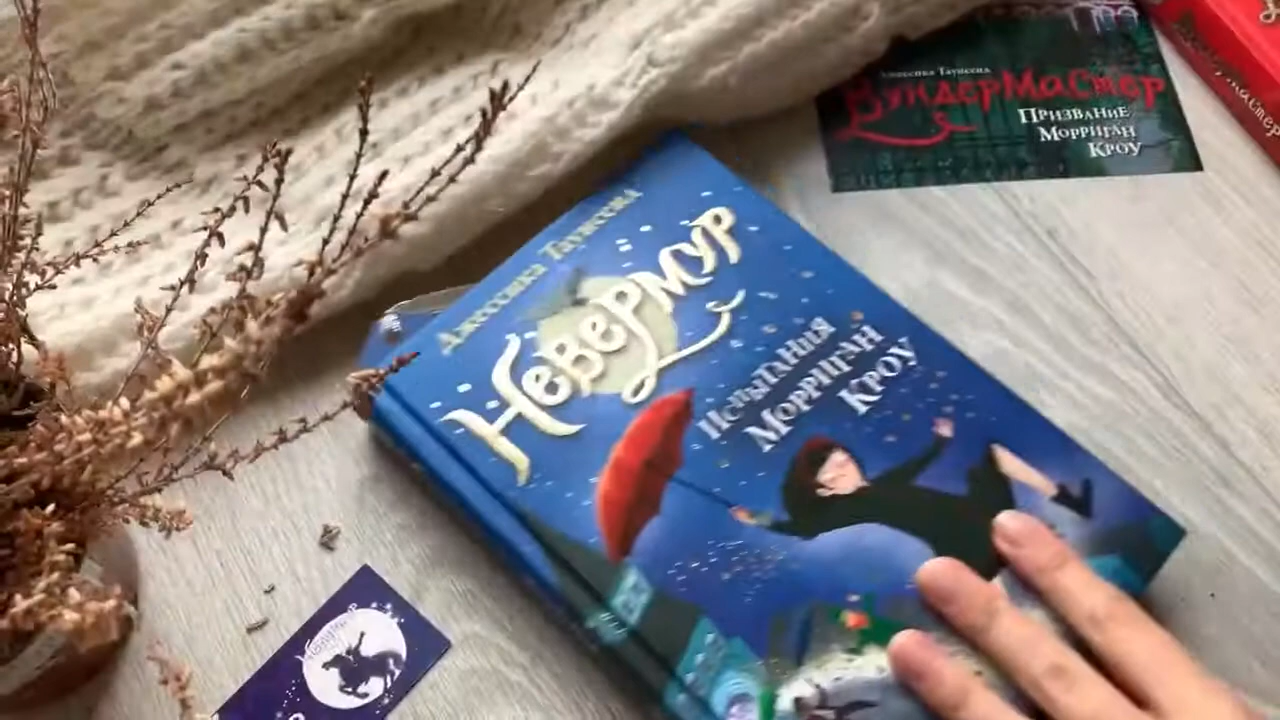 Джессика Таунсенд
Невермур
Испытания
Морриган
Кроу
Джессика Таунсенд
Вундермастер
Призвание
Морриган
Кроу